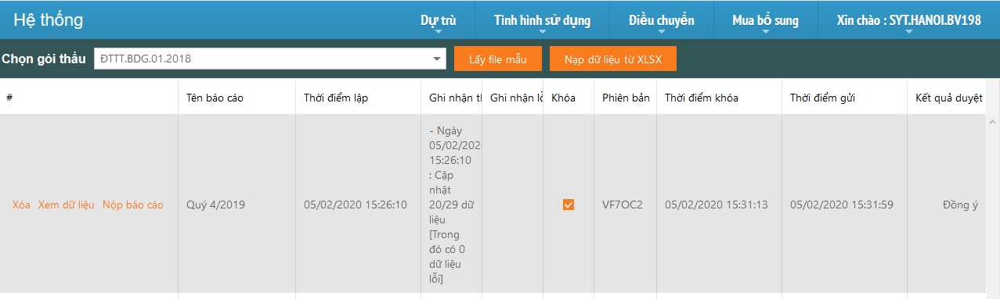 Hệ thống
Dự trù
Tình hình sử dụng
Điều chuyển
Mua bổ sung
Xin chào : SYT.HANOI.BV198
Chọn gói thầu
ĐTTT.BDG.01.2018
Lấy file mẫu
Nạp dữ liệu từ XLSX
#
Tên báo cáo
Thời điểm lập
Ghi nhận
Ghi nhận
Khóa
Phiên bản
Thời điểm khóa
Thời điểm gửi
Kết quả duyệt
Xóa
Xem dữ liệu
Nộp báo cáo
Quý 4/2019
05/02/2020 15:26:10
- Ngày
05/02/202
15:26:10
: Cập
nhật
20/29 dữ
liệu
[Trong
đó có 0
dữ liệu
lỗi]
VF7OC2
05/02/2020 15:31:13
05/02/2020 15:31:59
Đồng ý